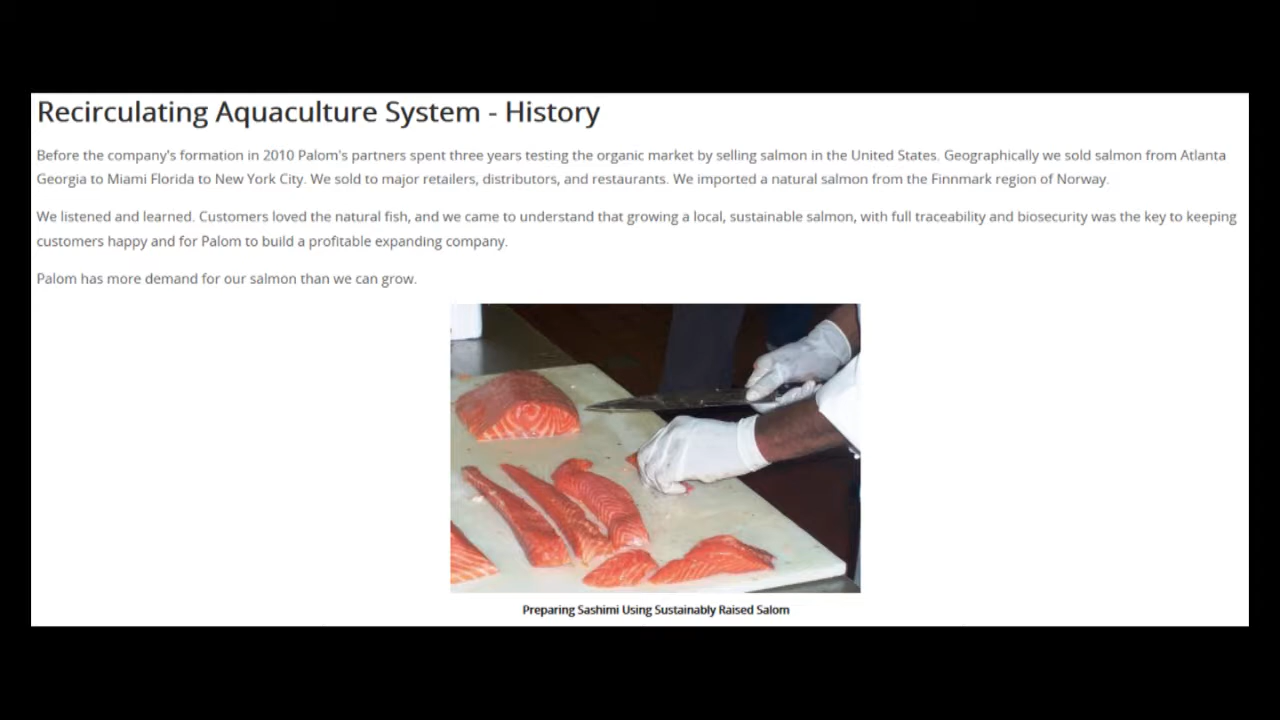 Recirculating Aquaculture System - History
Before the company's formation in 2010 Palom's partners spent three years testing the organic market by selling salmon in the United States. Geographically we sold salmon from Atlanta
Georgia to Miami Florida to New York City. We sold to major retailers, distributors, and restaurants. We imported a natural salmon from the Finnmark region of Norway.
We listened and learned. Customers loved the natural fish, and we came to understand that growing a local, sustainable salmon, with full traceability and biosecurity was the key to keeping
customers happy and for Palom to build a profitable expanding company.
Palom has more demand for our salmon than we can grow.
Preparing Sashimi Using Sustainably Raised Salom